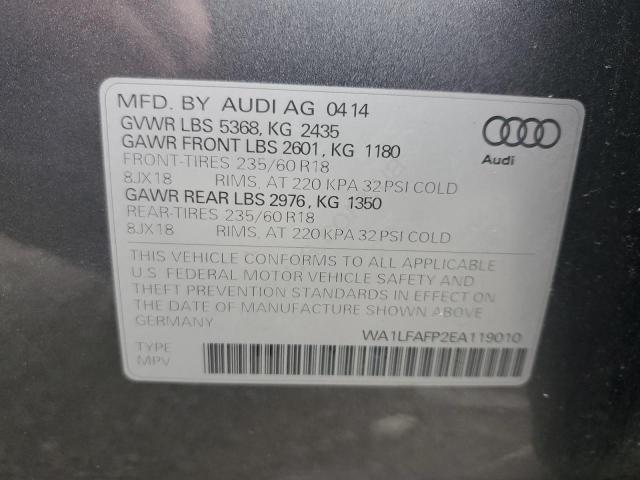 MFD. BY AUDI AG 0414
GVWR LBS 5368, KG 2435
GAWR FRONT LBS 2601, KG 1180
FRONT-TIRES 235/60 R18
8JX18 RIMS, AT 220 KPA 32 PSI COLD
GAWR REAR LBS 2976, KG 1350
REAR-TIRES 235/60 R18
8JX18 RIMS, AT 220 KPA 32 PSI COLD
Audi
THIS VEHICLE CONFORMS TO ALL APPLICABLE
U.S. FEDERAL MOTOR VEHICLE SAFETY AND
THEFT PREVENTION STANDARDS IN EFFECT ON
THE DATE OF MANUFACTURE SHOWN ABOVE
GERMANY
WA1LFAFP2EA119010
TYPE
MPV